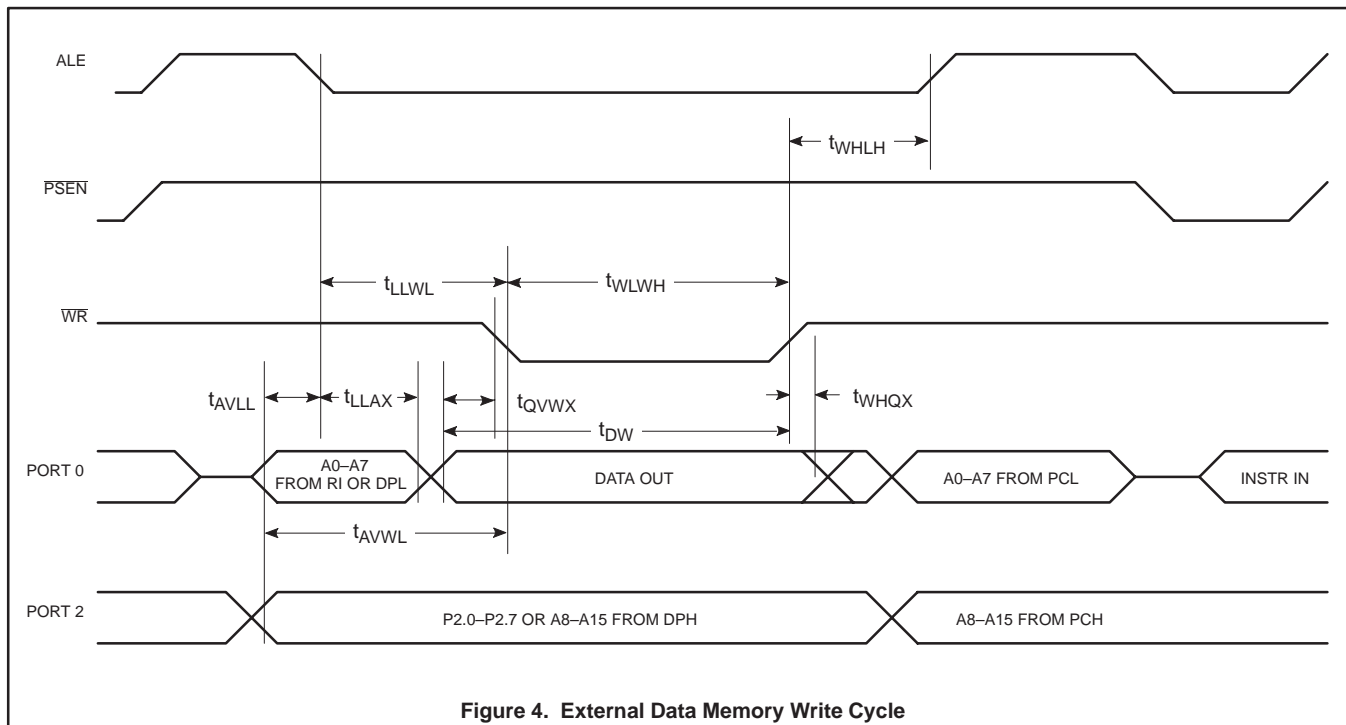 ALE
tWHLH
PSEN
tLLWL
tWLWH
WR
tAVLL
tLLAX
tQVWX
tWHQX
tDW
PORT 0
A0–A7
FROM RI OR DPL
DATA OUT
A0–A7 FROM PCL
INSTR IN
tAVWL
PORT 2
P2.0–P2.7 OR A8–A15 FROM DPH
A8–A15 FROM PCH
Figure 4. External Data Memory Write Cycle